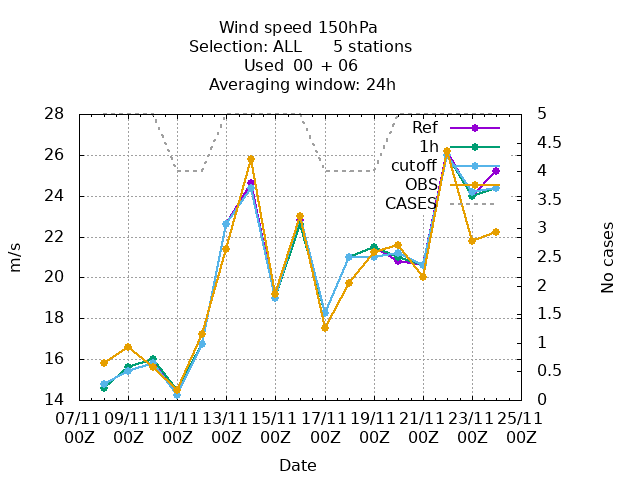 Wind speed 150hPa
Selection: ALL 5 stations
Used 00 + 06
Averaging window: 24h
28 5
Ref
1h
cutoff
OBS
CASES
26
24
22
20
18
16
14
4.5
4
3.5
3
2.5
2
1.5
1
0.5
0
m/s
No cases
07/11 09/11 11/11 13/11 15/11 17/11 19/11 21/11 23/11 25/11
00Z 00Z 00Z 00Z 00Z 00Z 00Z 00Z 00Z 00Z
Date